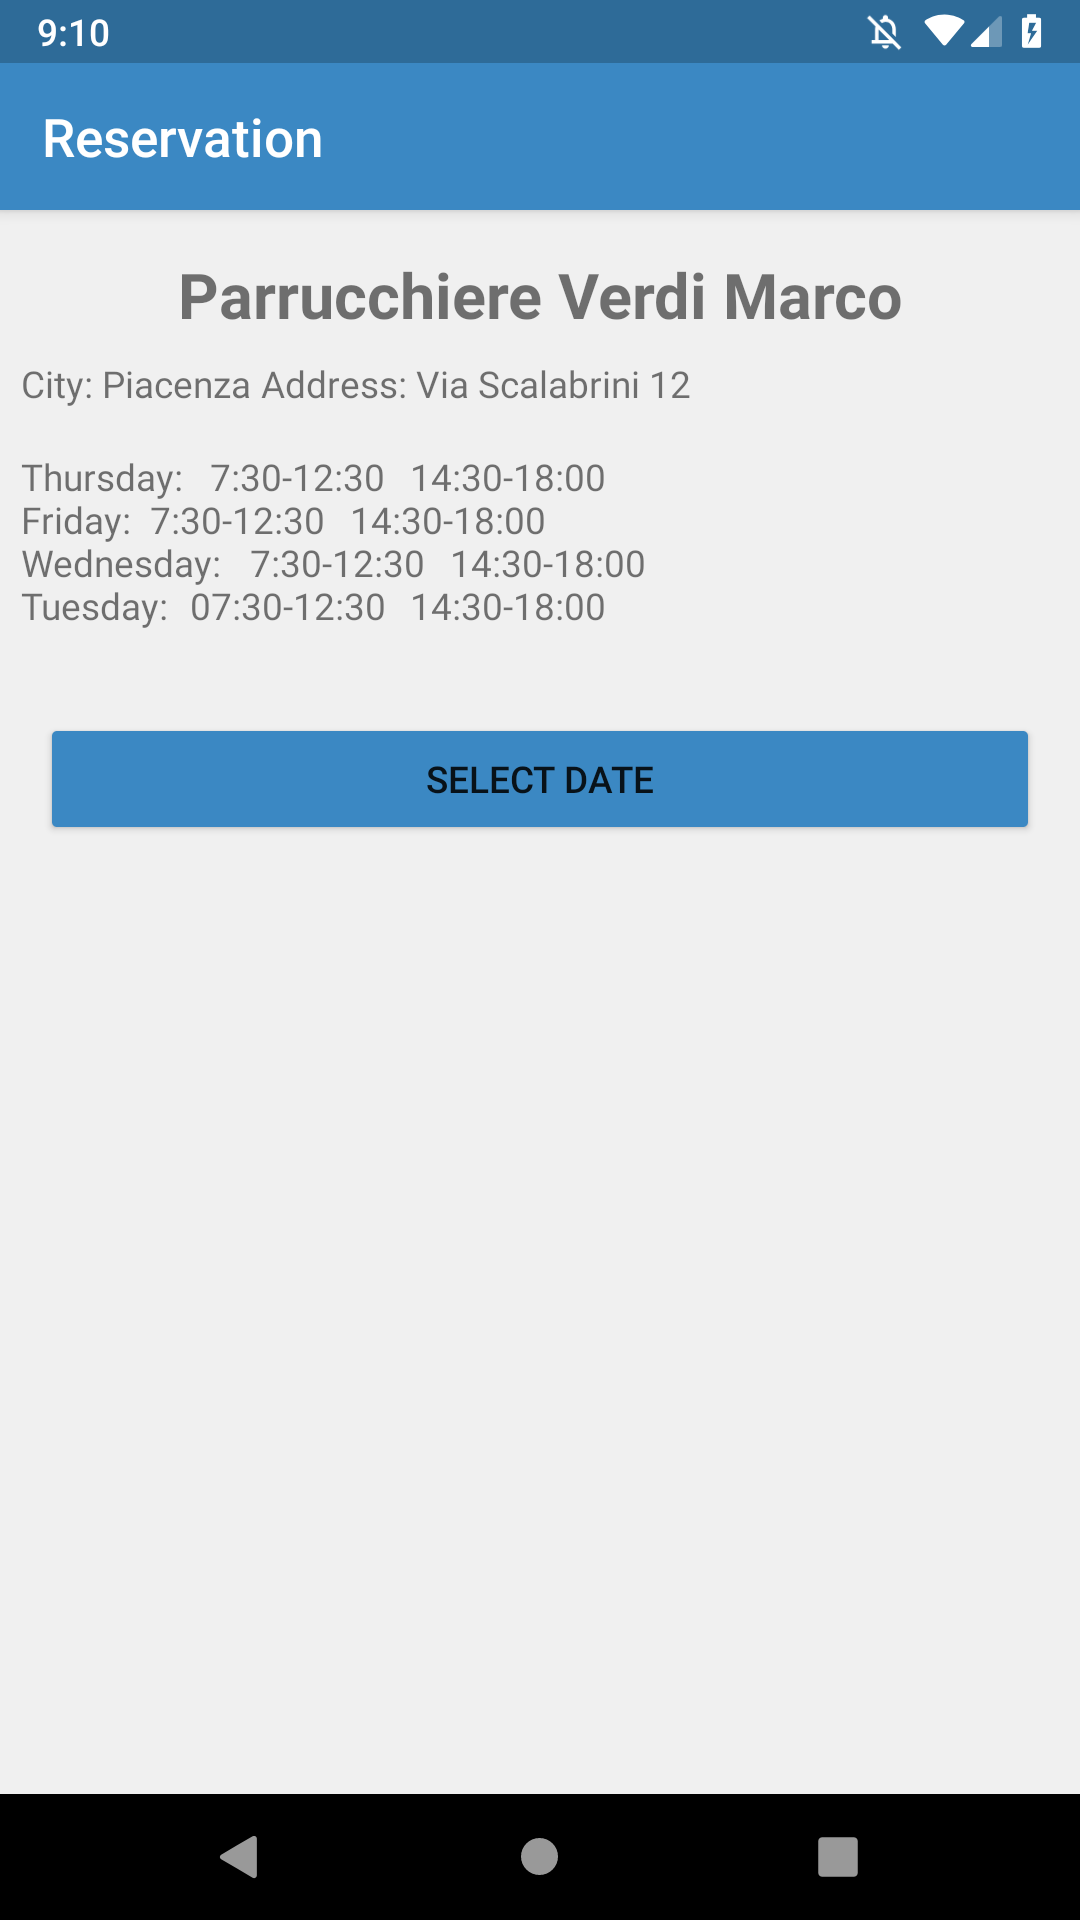 9:10
Reservation
Parrucchiere Verdi Marco
City: Piacenza Address: Via Scalabrini 12
Thursday: 7:30-12:30 14:30-18:00
Friday: 7:30-12:30 14:30-18:00
Wednesday: 7:30-12:30 14:30-18:00
Tuesday: 07:30-12:30 14:30-18:00
SELECT DATE